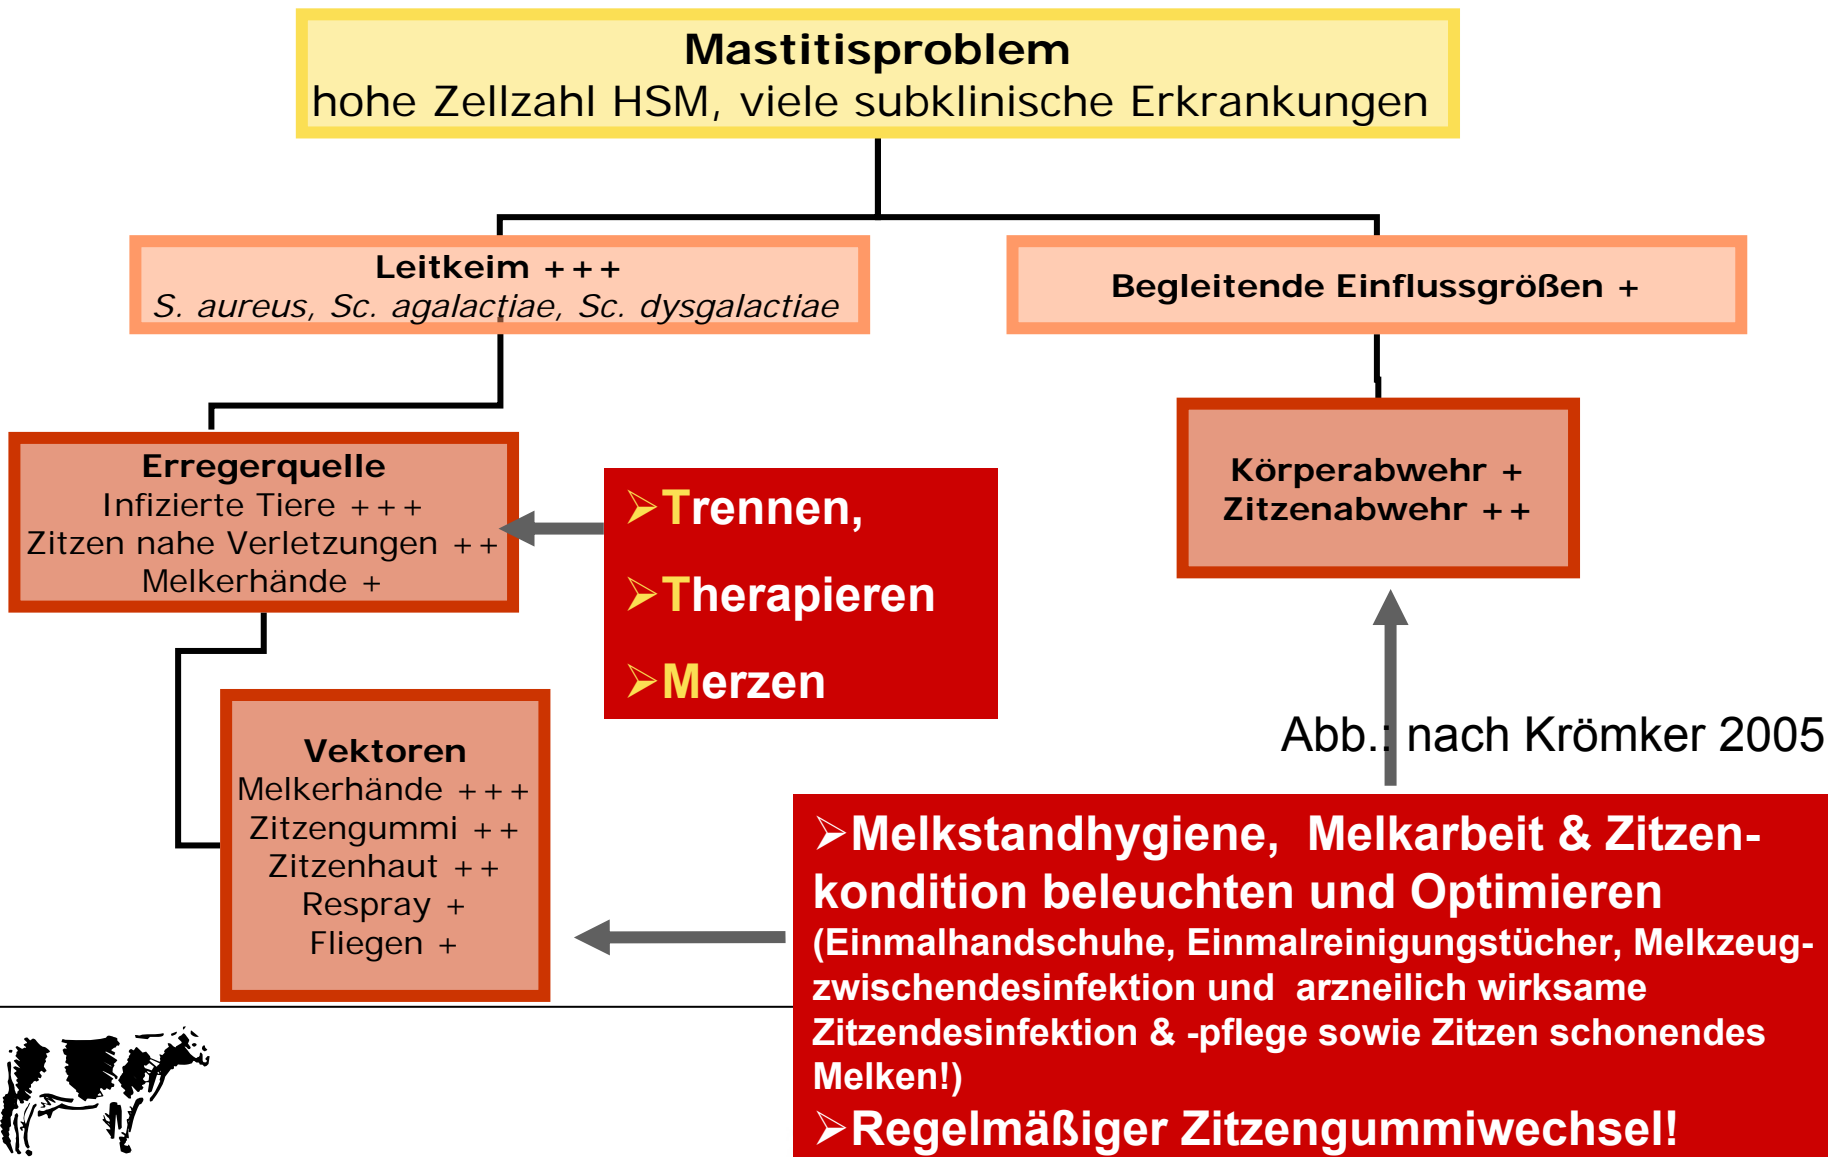 Mastitisproblem
hohe Zellzahl HSM, viele subklinische Erkrankungen
Leitkeim +++
S. aureus, Sc. agalactiae, Sc. dysgalactiae
Begleitende Einflussgrößen +
Erregerquelle
Infizierte Tiere +++
Zitzen nahe Verletzungen ++
Melkerhände +
➢Trennen,
➢Therapieren
➢Merzen
Körperabwehr +
Zitzenabwehr ++
Vektoren
Melkerhände +++
Zitzengummi ++
Zitzenhaut ++
Respray +
Fliegen +
Abb.: nach Krömker 2005
➢Melkstandhygiene, Melkarbeit & Zitzen-
kondition beleuchten und Optimieren
(Einmalhandschuhe, Einmalreinigungstücher, Melkzeug-
zwischendesinfektion und arzneilich wirksame
Zitzendesinfektion & -pflege sowie Zitzen schonendes
Melken!)
➢Regelmäßiger Zitzengummiwechsel!